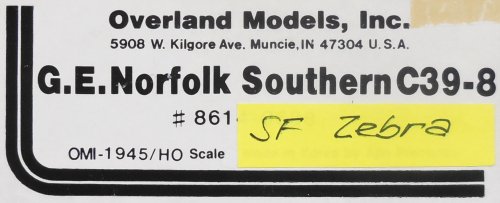 Overland Models, Inc.
5908 W. Kilgore Ave. Muncie, IN 47304 U.S.A.
G.E. Norfolk Southern C39-8
# 861
SF Zebra
OMI-1945/HO Scale